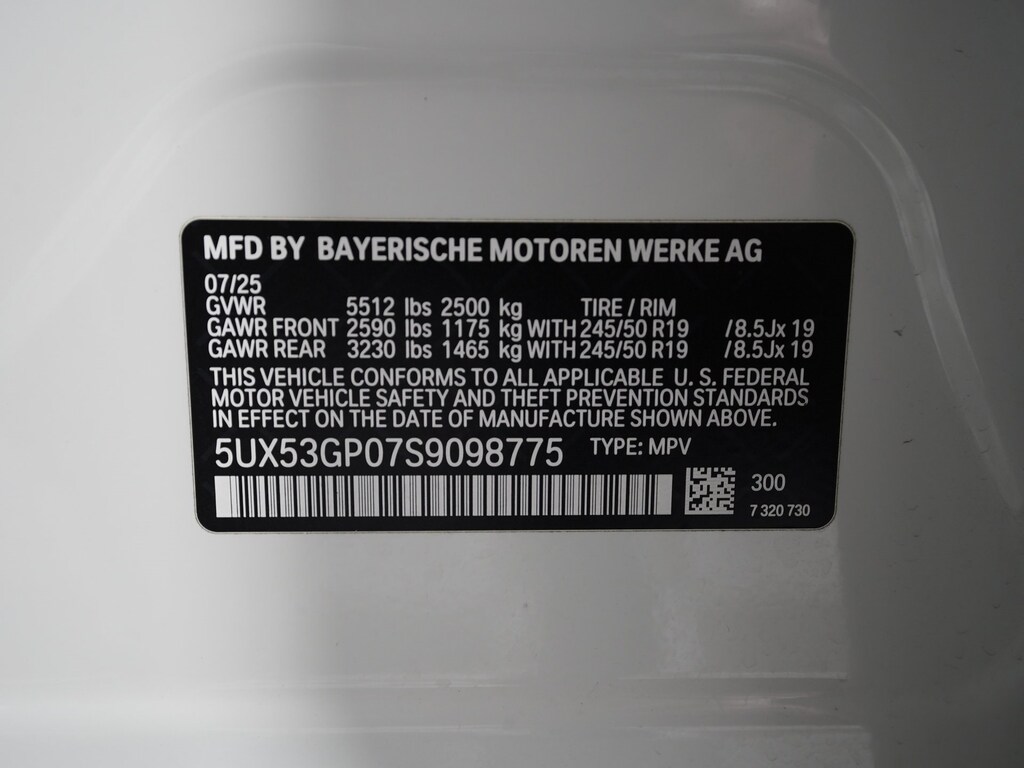 MFD BY BAYERISCHE MOTOREN WERKE AG
07/25
GVWR 5512 lbs 2500 kg TIRE / RIM
GAWR FRONT 2590 lbs 1175 kg WITH 245/50 R19 /8.5Jx 19
GAWR REAR 3230 lbs 1465 kg WITH 245/50 R19 /8.5Jx 19
THIS VEHICLE CONFORMS TO ALL APPLICABLE U. S. FEDERAL
MOTOR VEHICLE SAFETY AND THEFT PREVENTION STANDARDS
IN EFFECT ON THE DATE OF MANUFACTURE SHOWN ABOVE.
5UX53GP07S9098775 TYPE: MPV
300
7 320 730